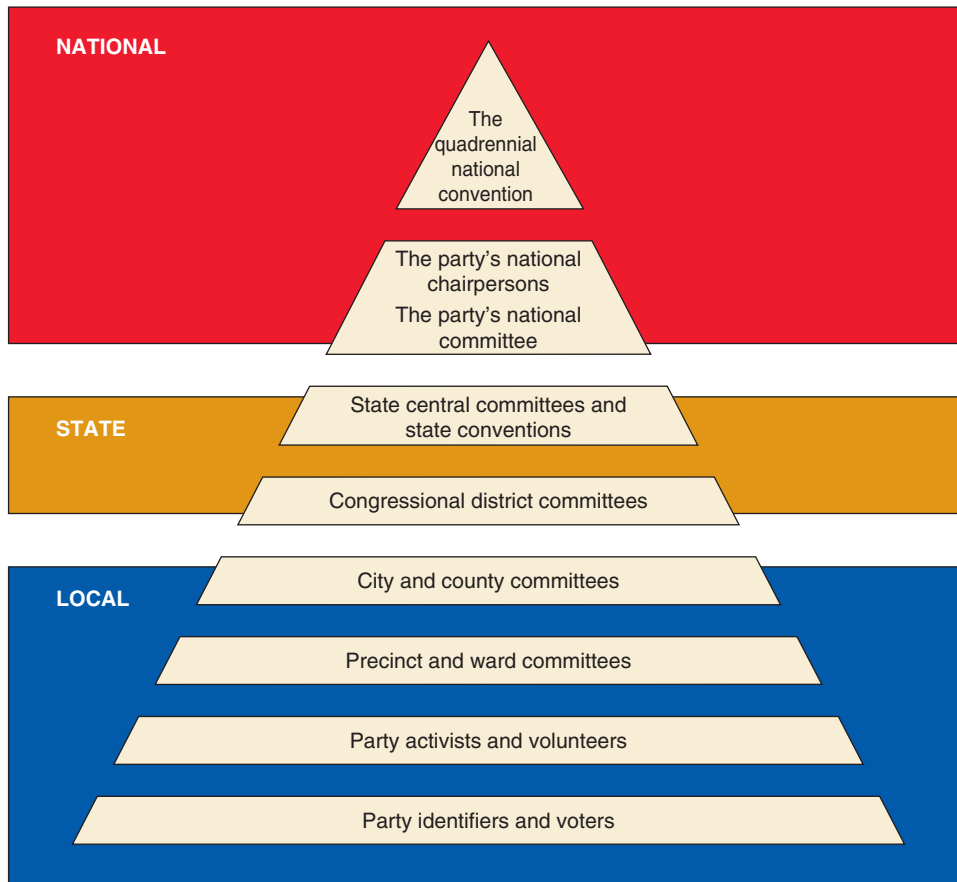 NATIONAL
The
quadrennial
national
convention
The party’s national
chairpersons
The party’s national
committee
STATE
State central committees and
state conventions
Congressional district committees
LOCAL
City and county committees
Precinct and ward committees
Party activists and volunteers
Party identifiers and voters